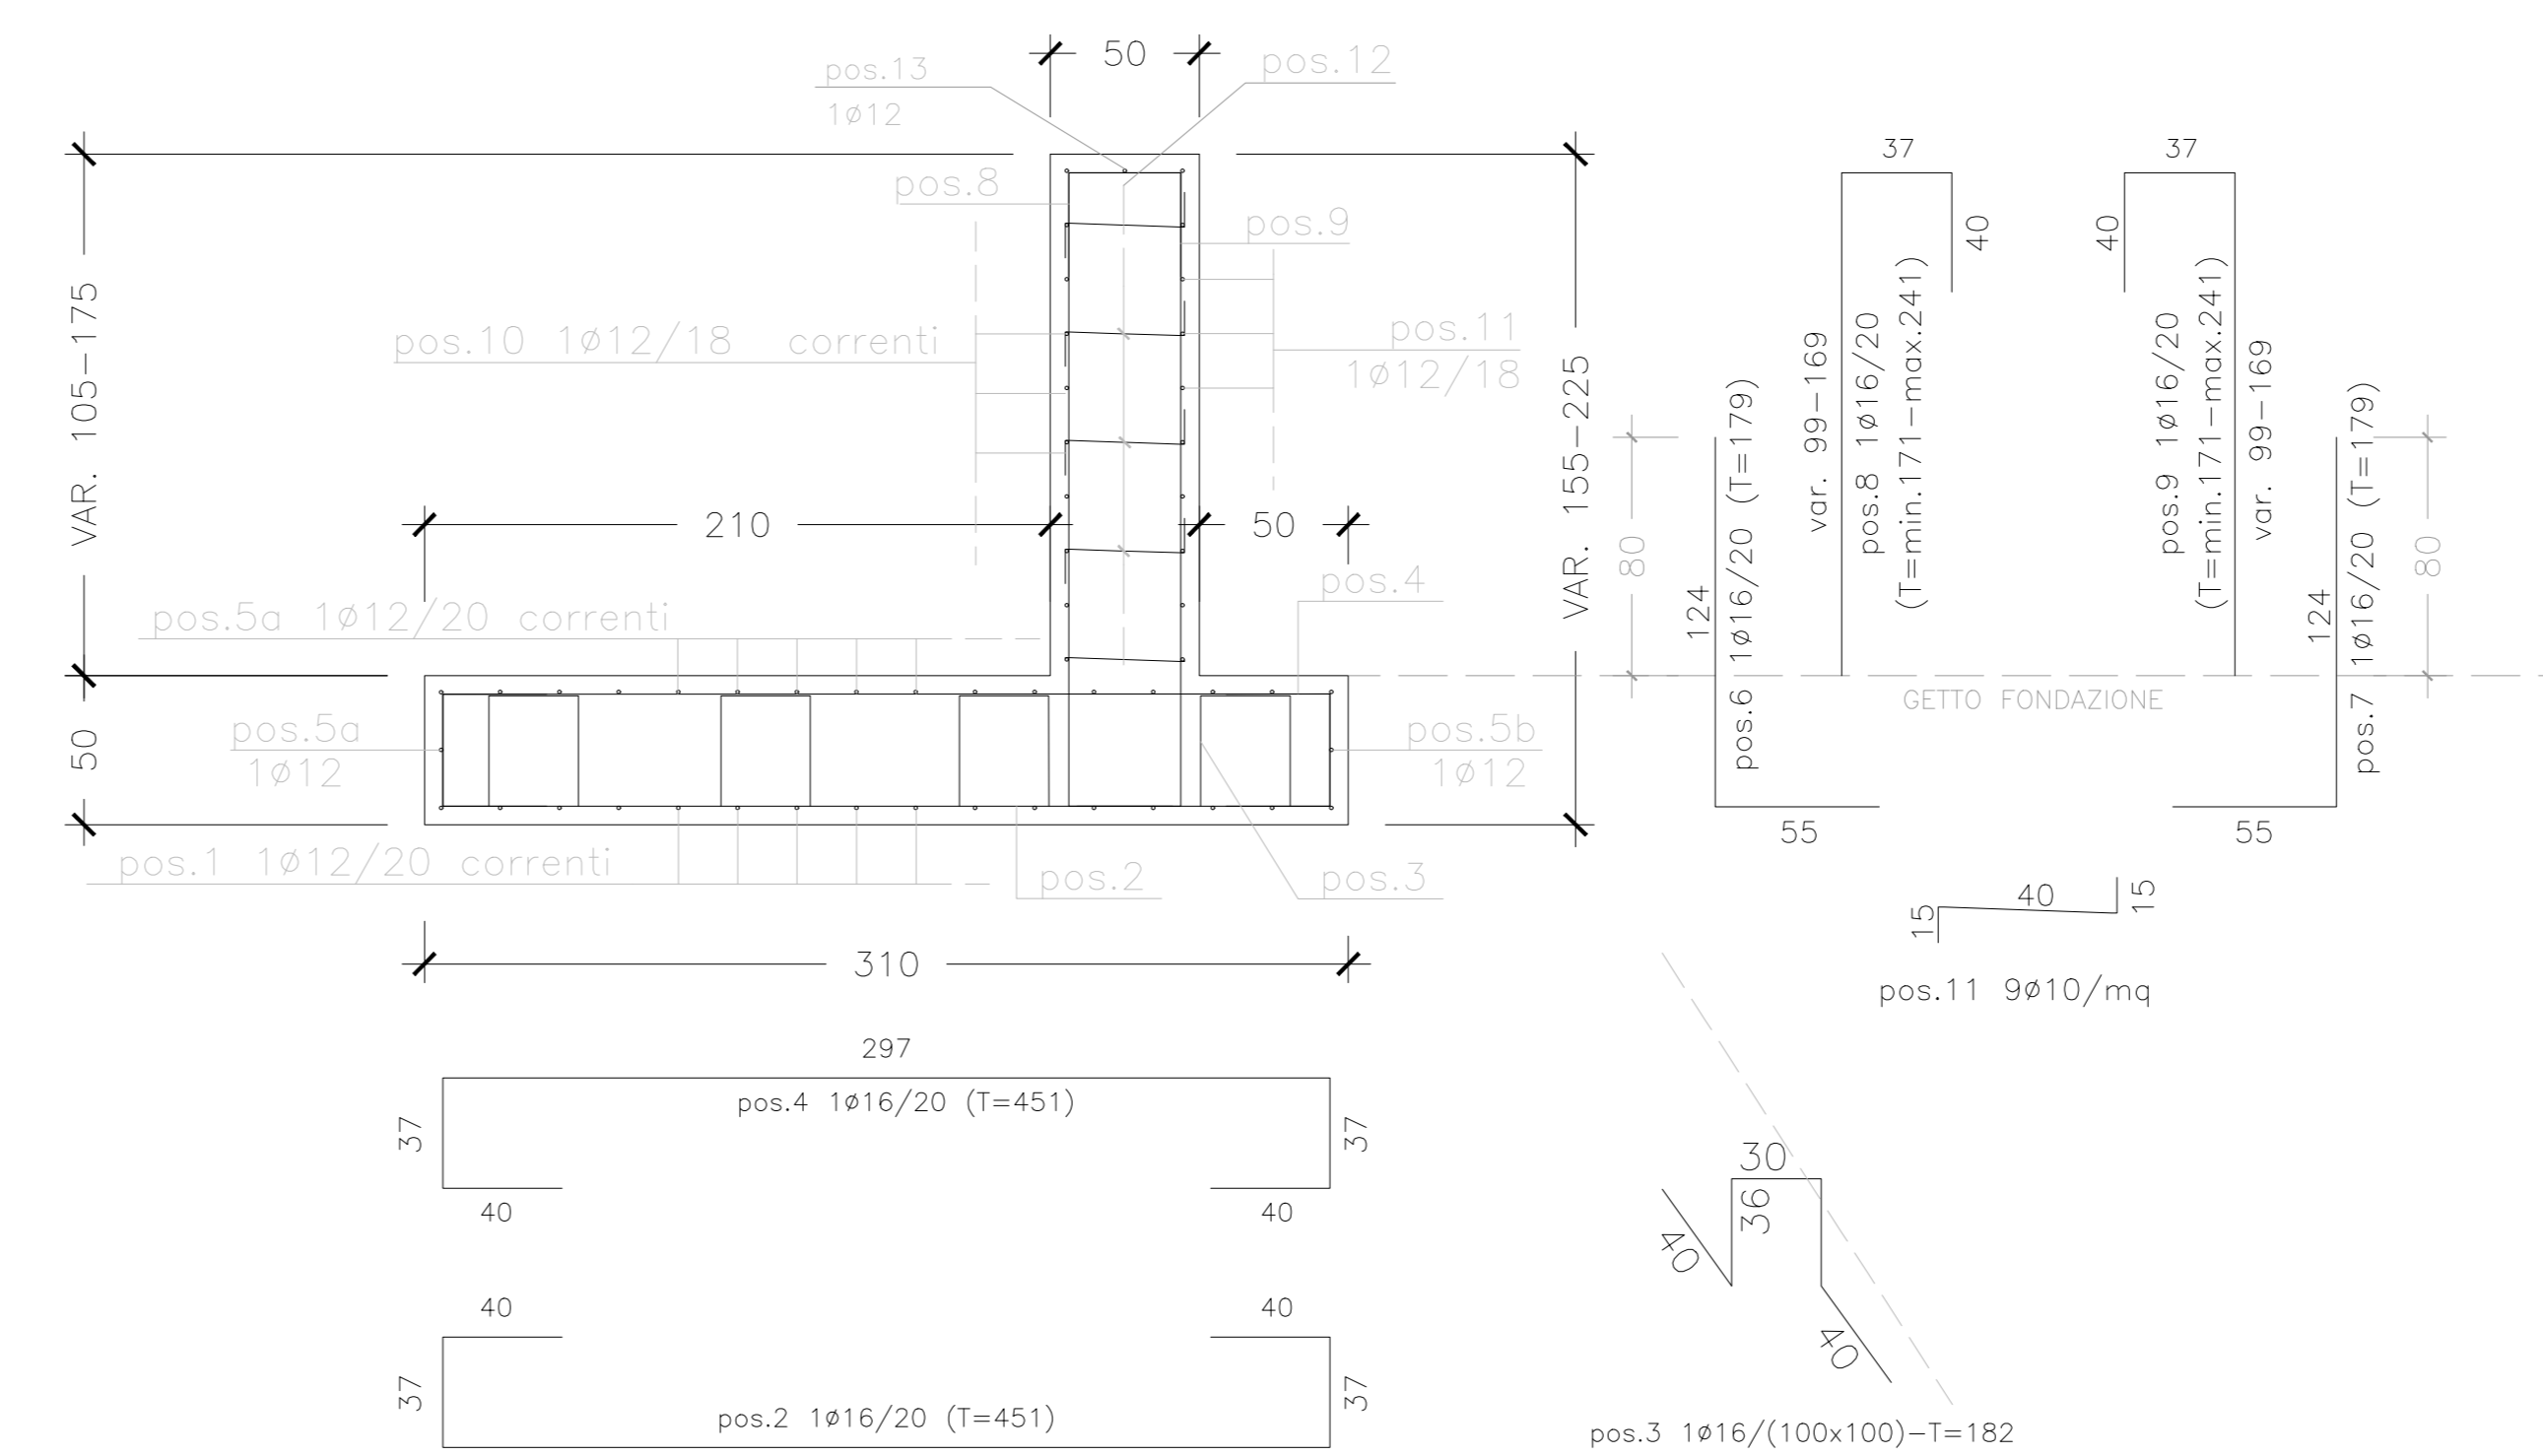 50
pos.13
1ø12
pos.12
pos.8
pos.9
VAR. 105-175
pos.10 1ø12/18 correnti
pos.11
1ø12/18
VAR. 155-225
210
50
pos.4
pos.5a 1ø12/20 correnti
pos.5a
1ø12
pos.5b
1ø12
50
pos.1 1ø12/20 correnti
pos.2
pos.3
310
37
37
40
40
var. 99-169
pos.8 1ø16/20
(T=min.171-max.241)
pos.9 1ø16/20
(T=min.171-max.241)
var. 99-169
80
124
pos.6 1ø16/20 (T=179)
124
pos.7 1ø16/20 (T=179)
80
GETTO FONDAZIONE
55
55
15
40
15
pos.11 9ø10/mq
297
pos.4 1ø16/20 (T=451)
37
37
40
40
40
40
37
37
pos.2 1ø16/20 (T=451)
30
36
40
40
pos.3 1ø16/(100x100)-T=182